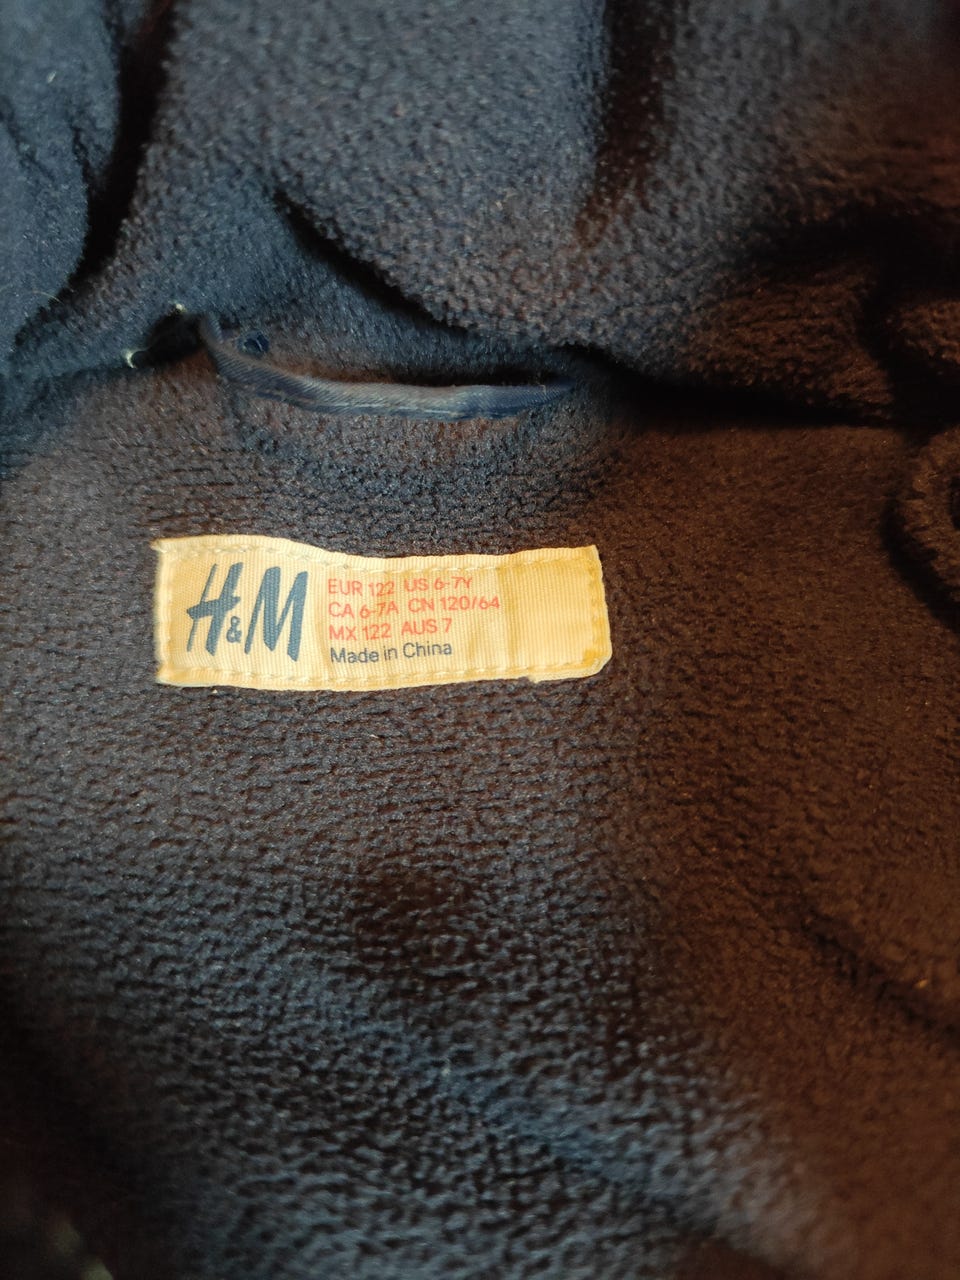 H&M
EUR 122 US 6-7Y
CA 6-7A CN 120/64
MX 122 AUS 7
Made in China